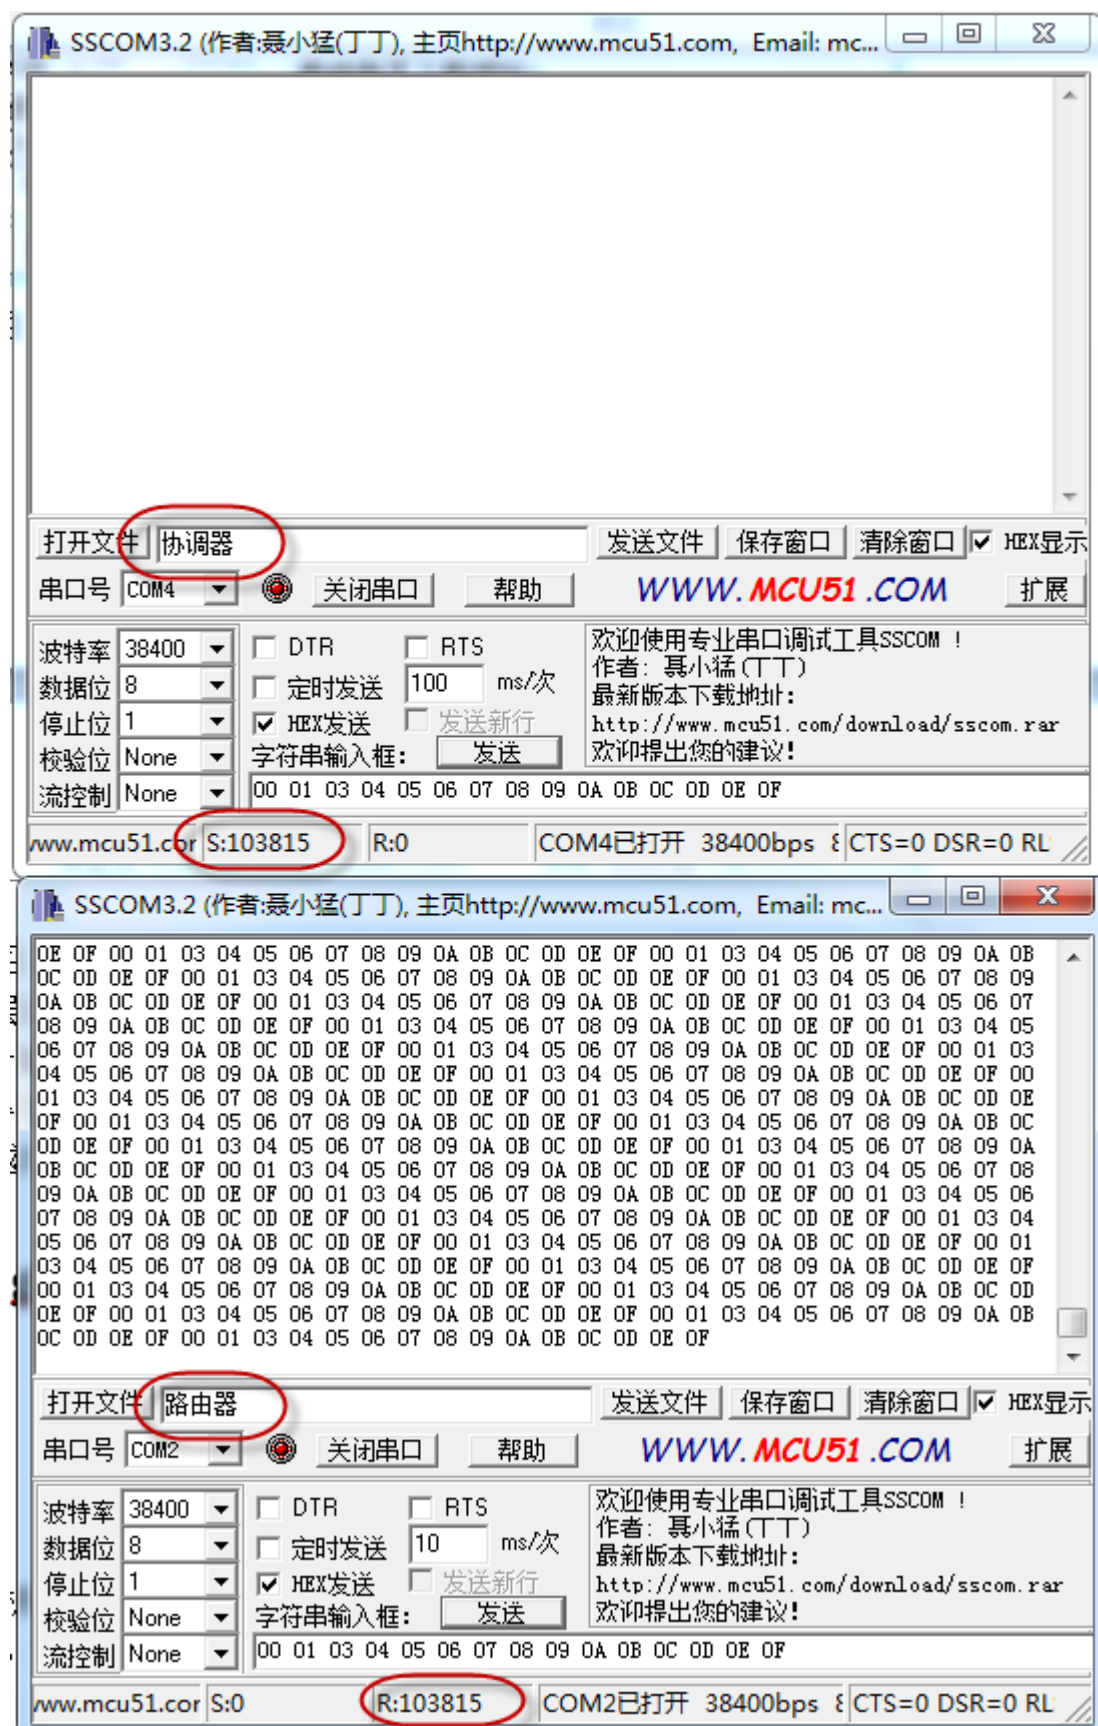 SSCOM3.2 (作者:聂小猛(丁丁), 主页http://www.mcu51.com, Email: mc...
打开文件 协调器 发送文件 保存窗口 清除窗口 HEX显示
串口号 COM4 关闭串口 帮助 WWW.MCU51.COM 扩展
波特率 38400 DTR RTS 欢迎使用专业串口调试工具SSCOM !
作者: 聂小猛(丁丁)
数据位 8 定时发送 100 ms/次 最新版本下载地址:
停止位 1 HEX发送 发送新行 http://www.mcu51.com/download/sscom.rar
校验位 None 字符串输入框: 发送 欢迎提出您的建议!
流控制 None 00 01 03 04 05 06 07 08 09 0A 0B 0C 0D 0E 0F
www.mcu51.cor S:103815 R:0 COM4已打开 38400bps 8 CTS=0 DSR=0 RL
SSCOM3.2 (作者:聂小猛(丁丁), 主页http://www.mcu51.com, Email: mc...
0E 0F 00 01 03 04 05 06 07 08 09 0A 0B 0C 0D 0E 0F 00 01 03 04 05 06 07 08 09 0A 0B
0C 0D 0E 0F 00 01 03 04 05 06 07 08 09 0A 0B 0C 0D 0E 0F 00 01 03 04 05 06 07 08 09
0A 0B 0C 0D 0E 0F 00 01 03 04 05 06 07 08 09 0A 0B 0C 0D 0E 0F 00 01 03 04 05 06 07
08 09 0A 0B 0C 0D 0E 0F 00 01 03 04 05 06 07 08 09 0A 0B 0C 0D 0E 0F 00 01 03 04 05
06 07 08 09 0A 0B 0C 0D 0E 0F 00 01 03 04 05 06 07 08 09 0A 0B 0C 0D 0E 0F 00 01 03
04 05 06 07 08 09 0A 0B 0C 0D 0E 0F 00 01 03 04 05 06 07 08 09 0A 0B 0C 0D 0E 0F 00
01 03 04 05 06 07 08 09 0A 0B 0C 0D 0E 0F 00 01 03 04 05 06 07 08 09 0A 0B 0C 0D 0E
0F 00 01 03 04 05 06 07 08 09 0A 0B 0C 0D 0E 0F 00 01 03 04 05 06 07 08 09 0A 0B 0C
0D 0E 0F 00 01 03 04 05 06 07 08 09 0A 0B 0C 0D 0E 0F 00 01 03 04 05 06 07 08 09 0A
0B 0C 0D 0E 0F 00 01 03 04 05 06 07 08 09 0A 0B 0C 0D 0E 0F 00 01 03 04 05 06 07 08
09 0A 0B 0C 0D 0E 0F 00 01 03 04 05 06 07 08 09 0A 0B 0C 0D 0E 0F 00 01 03 04 05 06
07 08 09 0A 0B 0C 0D 0E 0F 00 01 03 04 05 06 07 08 09 0A 0B 0C 0D 0E 0F 00 01 03 04
05 06 07 08 09 0A 0B 0C 0D 0E 0F 00 01 03 04 05 06 07 08 09 0A 0B 0C 0D 0E 0F 00 01
03 04 05 06 07 08 09 0A 0B 0C 0D 0E 0F 00 01 03 04 05 06 07 08 09 0A 0B 0C 0D 0E 0F
00 01 03 04 05 06 07 08 09 0A 0B 0C 0D 0E 0F 00 01 03 04 05 06 07 08 09 0A 0B 0C 0D
0E 0F 00 01 03 04 05 06 07 08 09 0A 0B 0C 0D 0E 0F 00 01 03 04 05 06 07 08 09 0A 0B
0C 0D 0E 0F 00 01 03 04 05 06 07 08 09 0A 0B 0C 0D 0E 0F
打开文件 路由器 发送文件 保存窗口 清除窗口 HEX显示
串口号 COM2 关闭串口 帮助 WWW.MCU51.COM 扩展
波特率 38400 DTR RTS 欢迎使用专业串口调试工具SSCOM !
作者: 聂小猛(丁丁)
数据位 8 定时发送 10 ms/次 最新版本下载地址:
停止位 1 HEX发送 发送新行 http://www.mcu51.com/download/sscom.rar
校验位 None 字符串输入框: 发送 欢迎提出您的建议!
流控制 None 00 01 03 04 05 06 07 08 09 0A 0B 0C 0D 0E 0F
www.mcu51.cor S:0 R:103815 COM2已打开 38400bps 8 CTS=0 DSR=0 RL